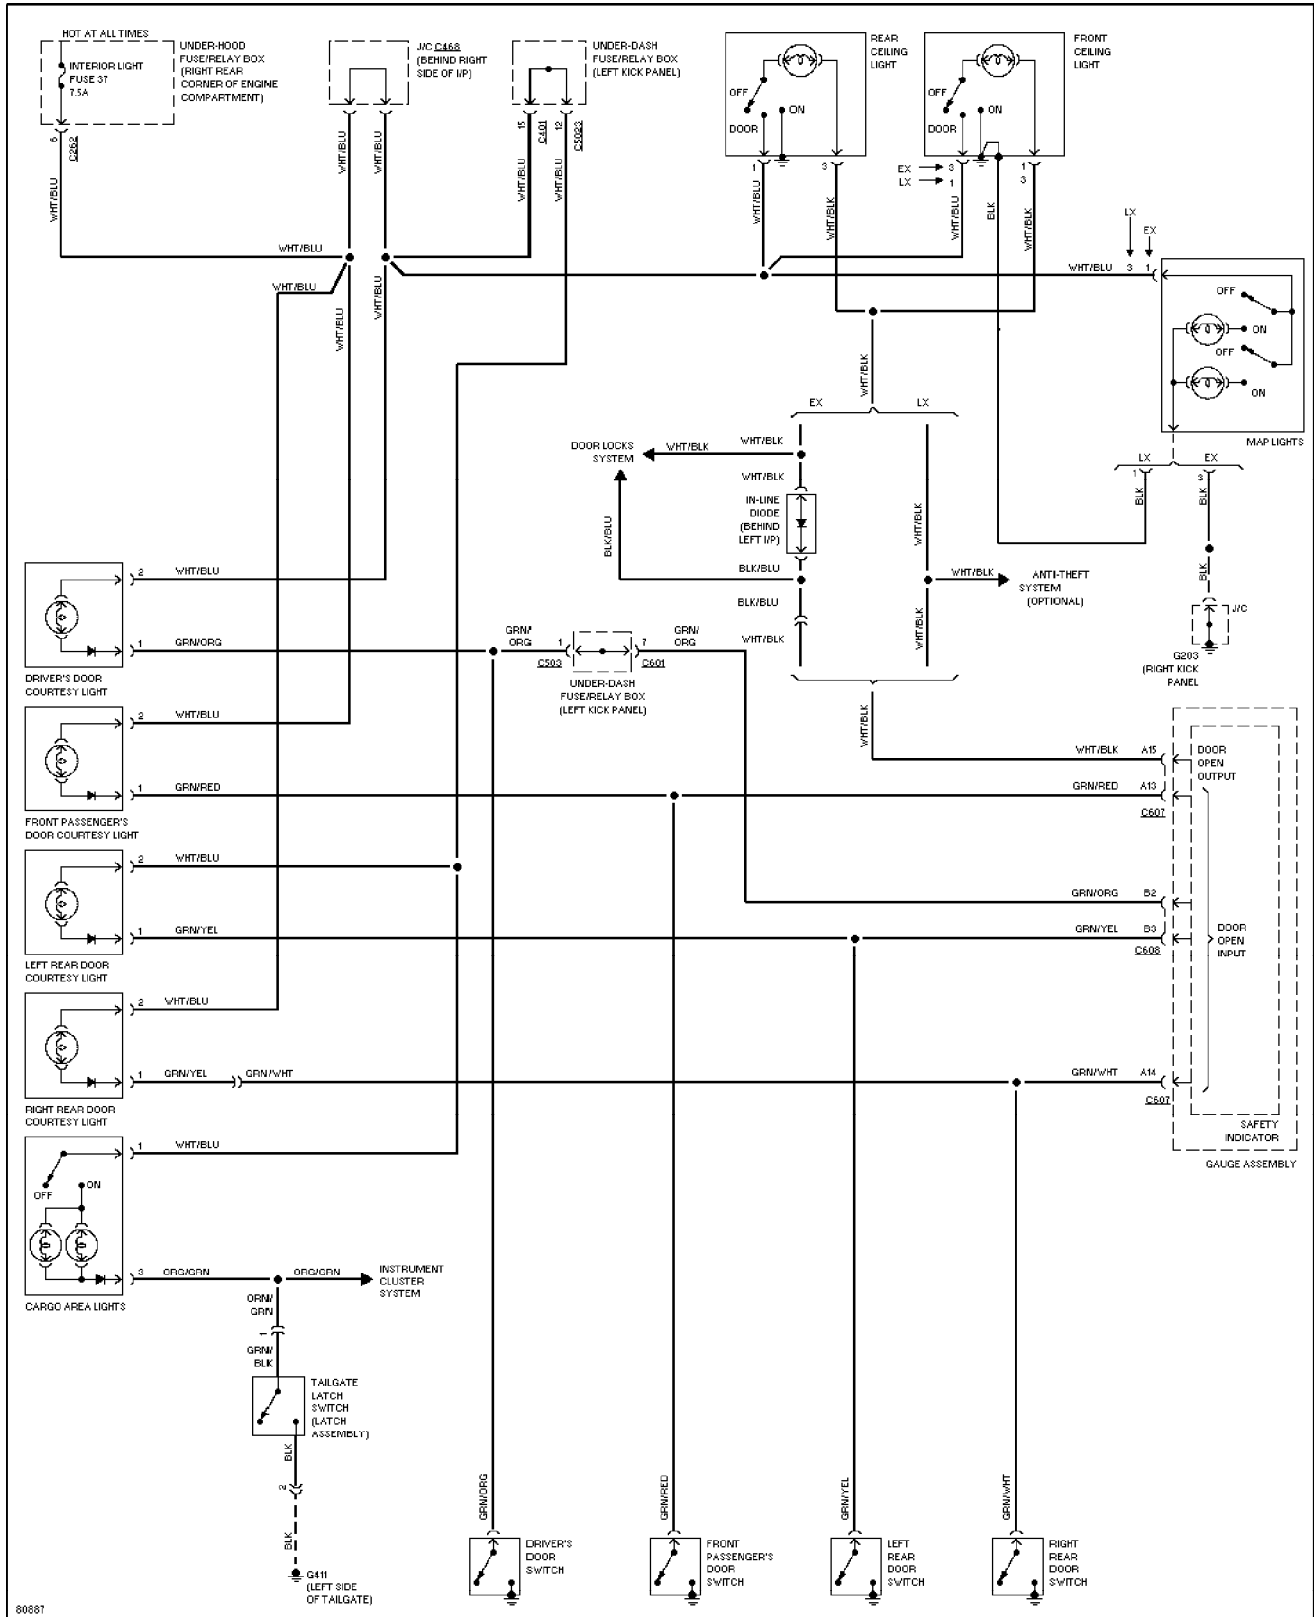 HOT AT ALL TIMES
INTERIOR LIGHT
FUSE 37
7.5A
UNDER-HOOD
FUSE/RELAY BOX
(RIGHT REAR
CORNER OF ENGINE
COMPARTMENT)
6
C262
WHT/BLU
J/C C468
(BEHIND RIGHT
SIDE OF I/P)
WHT/BLU
WHT/BLU
UNDER-DASH
FUSE/RELAY BOX
(LEFT KICK PANEL)
15
C401
12
C5023
WHT/BLU
WHT/BLU
REAR
CEILING
LIGHT
OFF
ON
DOOR
1
3
WHT/BLU
WHT/BLK
FRONT
CEILING
LIGHT
OFF
ON
DOOR
EX
3
1
LX
1
3
WHT/BLU
BLK
WHT/BLK
LX
EX
WHT/BLU
3
1
OFF
ON
OFF
ON
MAP LIGHTS
WHT/BLU
WHT/BLU
WHT/BLU
WHT/BLU
WHT/BLK
EX
LX
DOOR LOCKS
SYSTEM
WHT/BLK
WHT/BLK
WHT/BLK
IN-LINE
DIODE
(BEHIND
LEFT I/P)
BLK/BLU
BLK/BLU
BLK/BLU
WHT/BLK
WHT/BLK
WHT/BLK
WHT/BLK
ANTI-THEFT
SYSTEM
(OPTIONAL)
LX
EX
1
3
BLK
BLK
BLK
J/C
G203
(RIGHT KICK
PANEL
2
WHT/BLU
1
GRN/ORG
DRIVER'S DOOR
COURTESY LIGHT
GRN/
ORG
1
C503
7
C601
GRN/
ORG
UNDER-DASH
FUSE/RELAY BOX
(LEFT KICK PANEL)
WHT/BLK
2
WHT/BLU
1
GRN/RED
FRONT PASSENGER'S
DOOR COURTESY LIGHT
WHT/BLK
A15
DOOR
OPEN
OUTPUT
GRN/RED
A13
C607
2
WHT/BLU
1
GRN/YEL
LEFT REAR DOOR
COURTESY LIGHT
GRN/ORG
B2
GRN/YEL
B3
C608
DOOR
OPEN
INPUT
2
WHT/BLU
1
GRN/YEL
GRN/WHT
RIGHT REAR DOOR
COURTESY LIGHT
GRN/WHT
A14
C607
SAFETY
INDICATOR
GAUGE ASSEMBLY
1
WHT/BLU
OFF
ON
3
ORG/GRN
ORG/GRN
INSTRUMENT
CLUSTER
SYSTEM
CARGO AREA LIGHTS
ORN/
GRN
1
GRN/
BLK
TAILGATE
LATCH
SWITCH
(LATCH
ASSEMBLY)
BLK
2
BLK
G411
(LEFT SIDE
OF TAILGATE)
GRN/ORG
DRIVER'S
DOOR
SWITCH
GRN/RED
FRONT
PASSENGER'S
DOOR
SWITCH
GRN/YEL
LEFT
REAR
DOOR
SWITCH
GRN/WHT
RIGHT
REAR
DOOR
SWITCH
80887